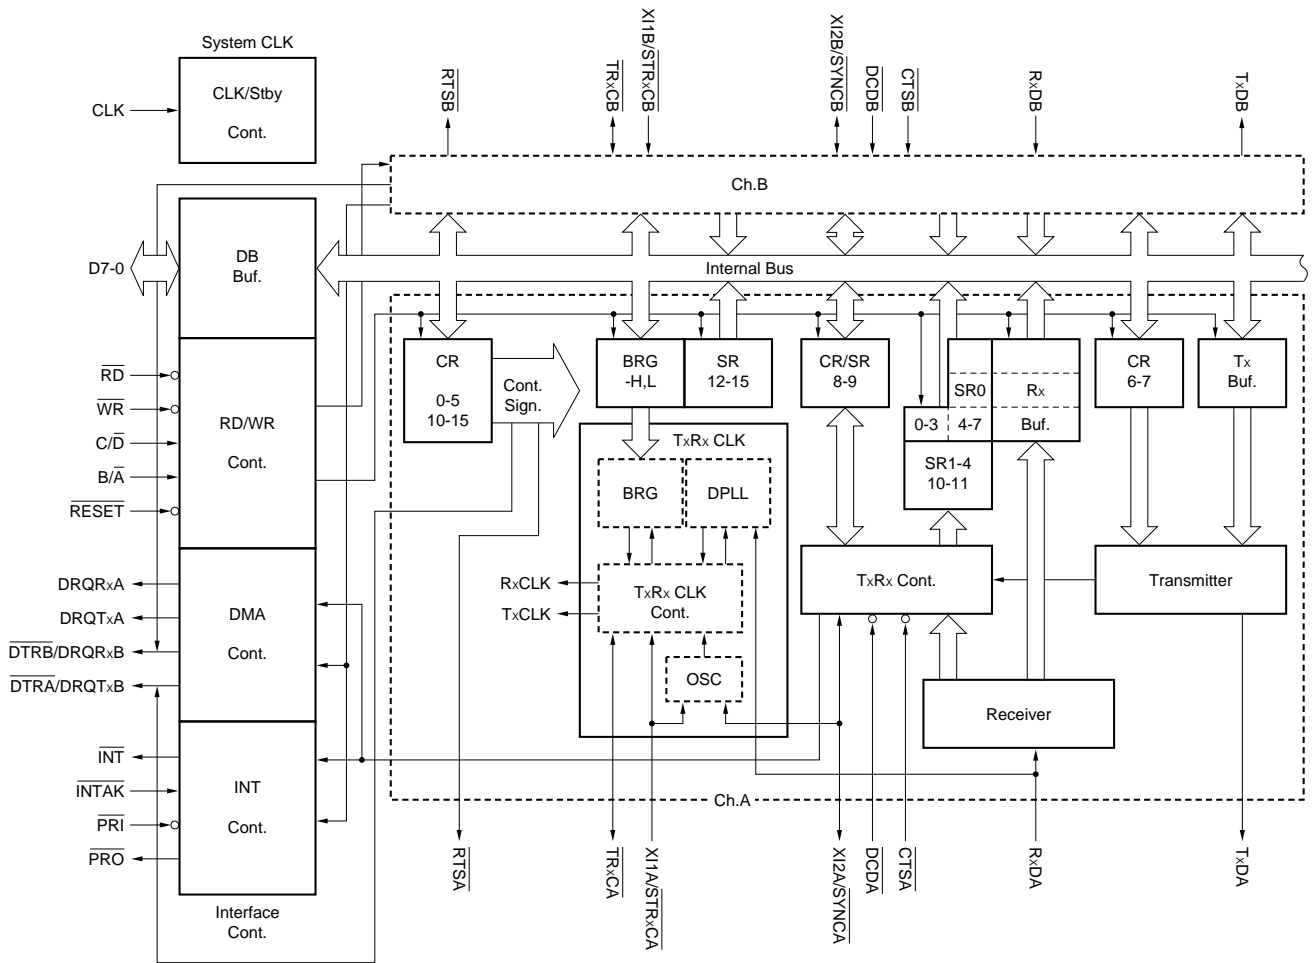 System CLK
CLK/Stby
Cont.
CLK
RTSB
TRxCB
XI1B/STRxCB
XI2B/SYNCB
DCDB
CTSB
RxDB
TxDB
Ch.B
D7-0
DB
Buf.
Internal Bus
RD
WR
C/D
B/A
RESET
RD/WR
Cont.
CR
0-5
10-15
Cont.
Sign.
BRG
-H,L
SR
12-15
CR/SR
8-9
SR0
Rx
0-3
4-7
Buf.
SR1-4
10-11
CR
6-7
Tx
Buf.
TxRx CLK
BRG
DPLL
RxCLK
TxCLK
TxRx CLK
Cont.
OSC
TxRx Cont.
Transmitter
Receiver
DRQRxA
DRQTxA
DTRB/DRQRxB
DTRA/DRQTxB
DMA
Cont.
INT
INTAK
PRI
PRO
INT
Cont.
Interface
Cont.
Ch.A
RTSA
TRxCA
XI1A/STRxCA
XI2A/SYNCA
DCDA
CTSA
RxDA
TxDA